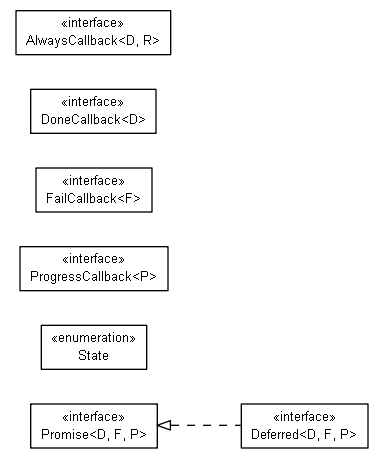 «interface»
AlwaysCallback<D, R>
«interface»
DoneCallback<D>
«interface»
FailCallback<F>
«interface»
ProgressCallback<P>
«enumeration»
State
«interface»
Promise<D, F, P>
«interface»
Deferred<D, F, P>